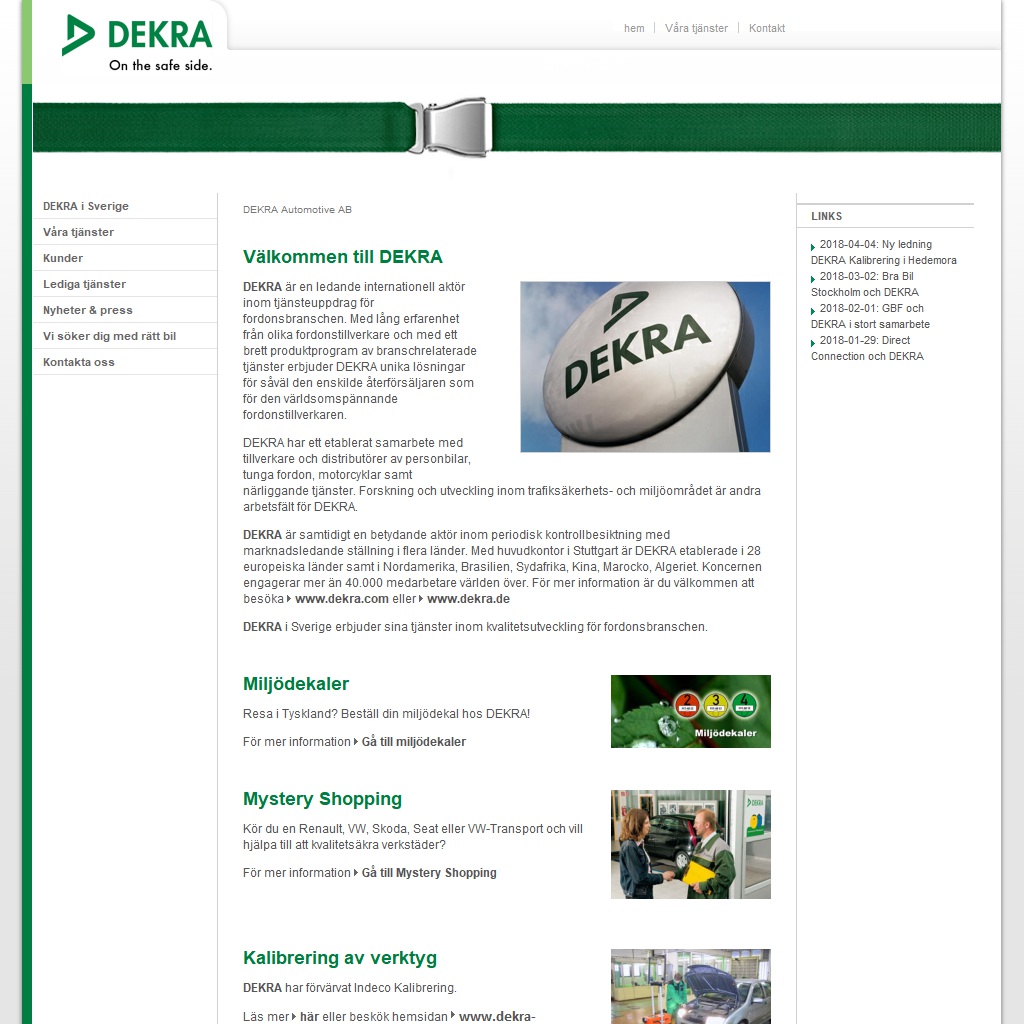 DEKRA
On the safe side.
hem
Våra tjänster
Kontakt
DEKRA i Sverige
Våra tjänster
Kunder
Lediga tjänster
Nyheter & press
Vi söker dig med rätt bil
Kontakta oss
DEKRA Automotive AB
Välkommen till DEKRA
DEKRA är en ledande internationell aktör
inom tjänsteuppdrag för
fordonsbranschen. Med lång erfarenhet
från olika fordonstillverkare och med ett
brett produktprogram av branschrelaterade
tjänster erbjuder DEKRA unika lösningar
för såväl den enskilde återförsäljaren som
för den världsomspännande
fordonstillverkaren.
DEKRA
DEKRA har ett etablerat samarbete med
tillverkare och distributörer av personbilar,
tunga fordon, motorcyklar samt
närliggande tjänster. Forskning och utveckling inom trafiksäkerhets- och miljöområdet är andra
arbetsfält för DEKRA.
DEKRA är samtidigt en betydande aktör inom periodisk kontrollbesiktning med
marknadsledande ställning i flera länder. Med huvudkontor i Stuttgart är DEKRA etablerade i 28
europeiska länder samt i Nordamerika, Brasilien, Sydafrika, Kina, Marocko, Algeriet. Koncernen
engagerar mer än 40.000 medarbetare världen över. För mer information är du välkommen att
besöka www.dekra.com eller www.dekra.de
DEKRA i Sverige erbjuder sina tjänster inom kvalitetsutveckling för fordonsbranschen.
Miljödekaler
Resa i Tyskland? Beställ din miljödekal hos DEKRA!
För mer information Gå till miljödekaler
2 3 4
Miljödekaler
Mystery Shopping
Kör du en Renault, VW, Skoda, Seat eller VW-Transport och vill
hjälpa till att kvalitetsäkra verkstäder?
För mer information Gå till Mystery Shopping
DEKRA
Kalibrering av verktyg
DEKRA har förvärvat Indeco Kalibrering.
Läs mer här eller beskök hemsidan www.dekra-
LINKS
2018-04-04: Ny ledning
DEKRA Kalibrering i Hedemora
2018-03-02: Bra Bil
Stockholm och DEKRA
2018-02-01: GBF och
DEKRA i stort samarbete
2018-01-29: Direct
Connection och DEKRA